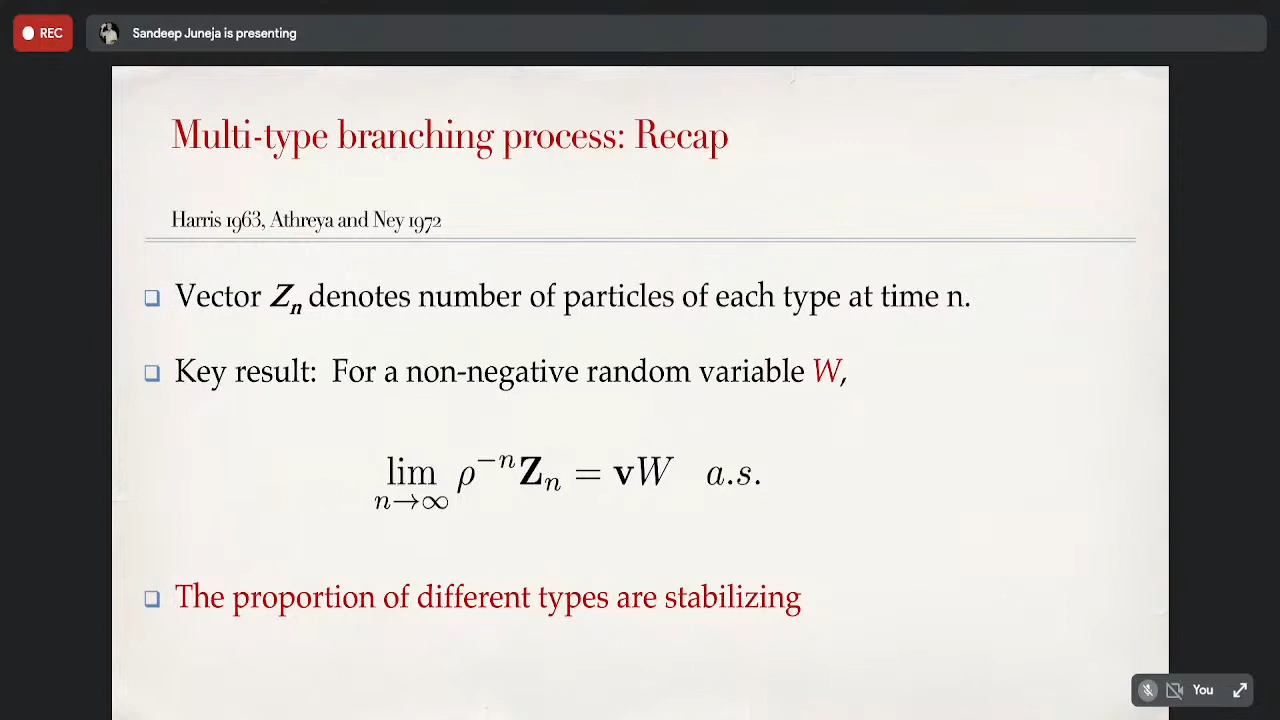 REC
Sandeep Juneja is presenting
Multi-type branching process: Recap
Harris 1963, Athreya and Ney 1972
❑ Vector Zₙ denotes number of particles of each type at time n.
❑ Key result: For a non-negative random variable W,
lim_{n→∞} ρ^{−n} Z_n = vW a.s.
❑ The proportion of different types are stabilizing
You